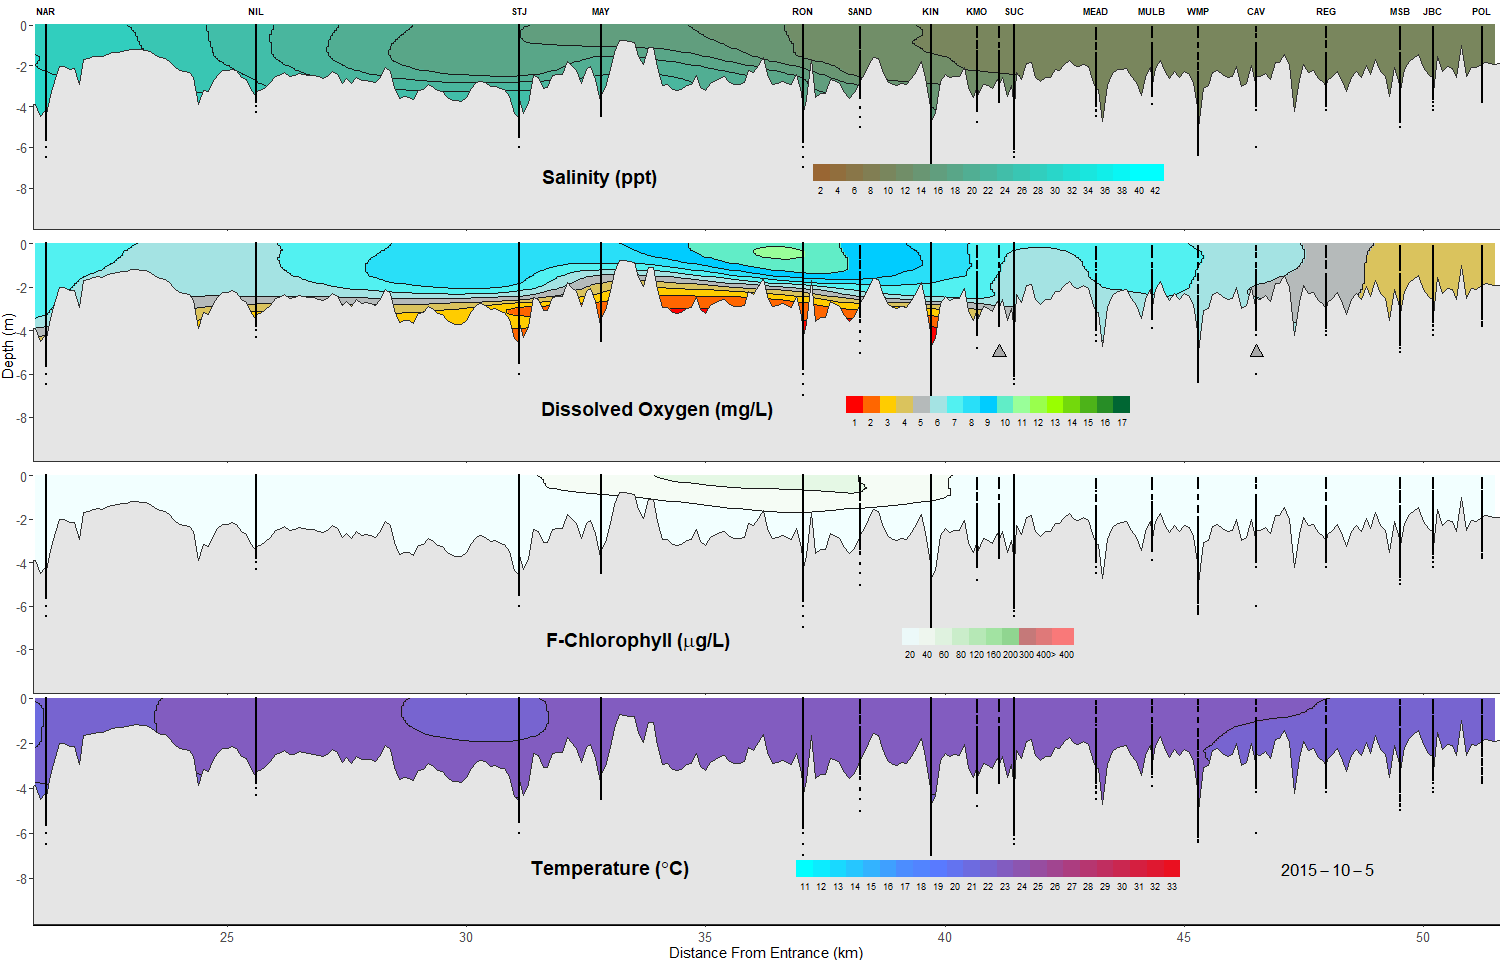 NAR NIL STJ MAY RON SAND KIN KMO SUC MEAD MULB WMP CAV REG MSB JBC POL
0
-2
-4
-6
-8
Salinity (ppt)
2 4 6 8 10 12 14 16 18 20 22 24 26 28 30 32 34 36 38 40 42
0
-2
-4
-6
-8
Dissolved Oxygen (mg/L)
1 2 3 4 5 6 7 8 9 10 11 12 13 14 15 16 17
Depth (m)
0
-2
-4
-6
-8
F-Chlorophyll (μg/L)
20 40 60 80 120 160 200 300 400 > 400
0
-2
-4
-6
-8
Temperature (°C)
11 12 13 14 15 16 17 18 19 20 21 22 23 24 25 26 27 28 29 30 31 32 33
2015-10-5
25 30 35 40 45 50
Distance From Entrance (km)